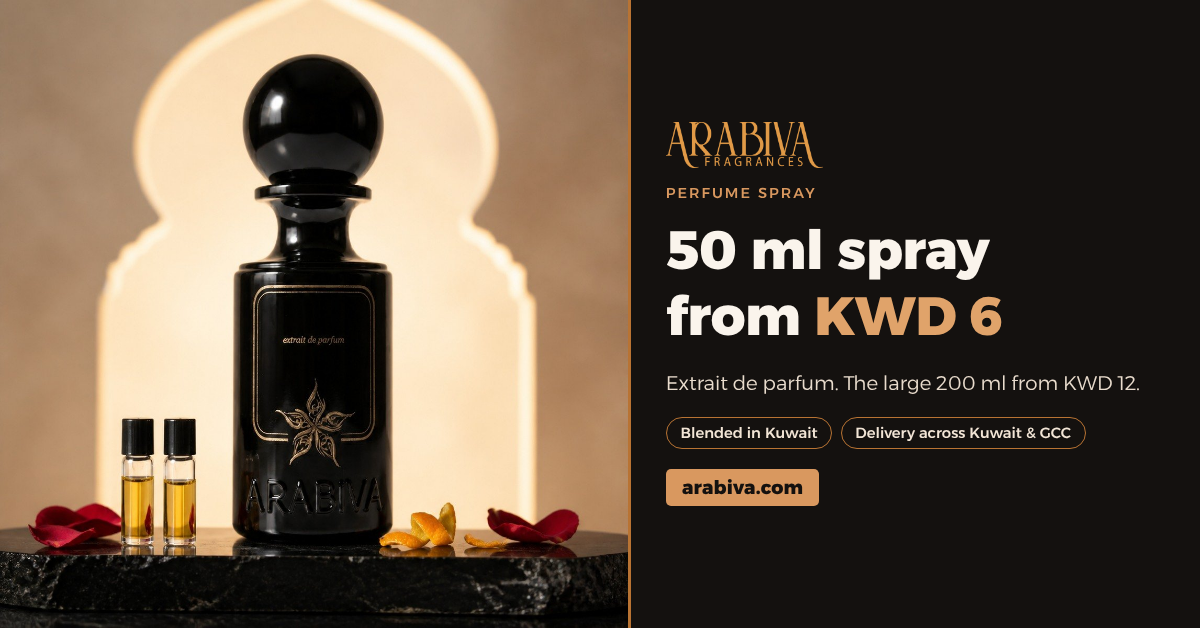 extrait de parfum
ARABIVA
ARABIVA
FRAGRANCES
PERFUME SPRAY
50 ml spray
from KWD 6
Extrait de parfum. The large 200 ml from KWD 12.
Blended in Kuwait
Delivery across Kuwait & GCC
arabiva.com